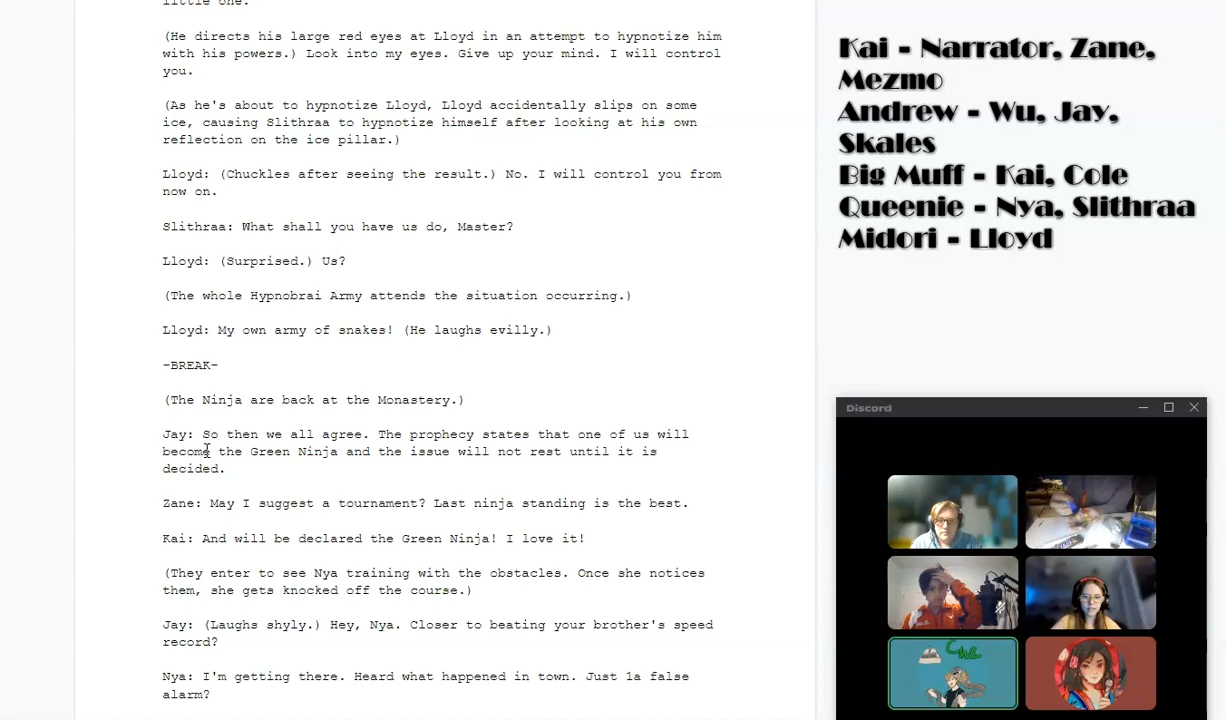 little one.
(He directs his large red eyes at Lloyd in an attempt to hypnotize him
with his powers.) Look into my eyes. Give up your mind. I will control
you.
(As he's about to hypnotize Lloyd, Lloyd accidentally slips on some
ice, causing Slithraa to hypnotize himself after looking at his own
reflection on the ice pillar.)
Lloyd: (Chuckles after seeing the result.) No. I will control you from
now on.
Slithraa: What shall you have us do, Master?
Lloyd: (Surprised.) Us?
(The whole Hypnobrai Army attends the situation occurring.)
Lloyd: My own army of snakes! (He laughs evilly.)
-BREAK-
(The Ninja are back at the Monastery.)
Jay: So then we all agree. The prophecy states that one of us will
become the Green Ninja and the issue will not rest until it is
decided.
Zane: May I suggest a tournament? Last ninja standing is the best.
Kai: And will be declared the Green Ninja! I love it!
(They enter to see Nya training with the obstacles. Once she notices
them, she gets knocked off the course.)
Jay: (Laughs shyly.) Hey, Nya. Closer to beating your brother's speed
record?
Nya: I'm getting there. Heard what happened in town. Just 1a false
alarm?
Kai - Narrator, Zane,
Mezmo
Andrew - Wu, Jay,
Skales
Big Muff - Kai, Cole
Queenie - Nya, Slithraa
Midori - Lloyd
Discord